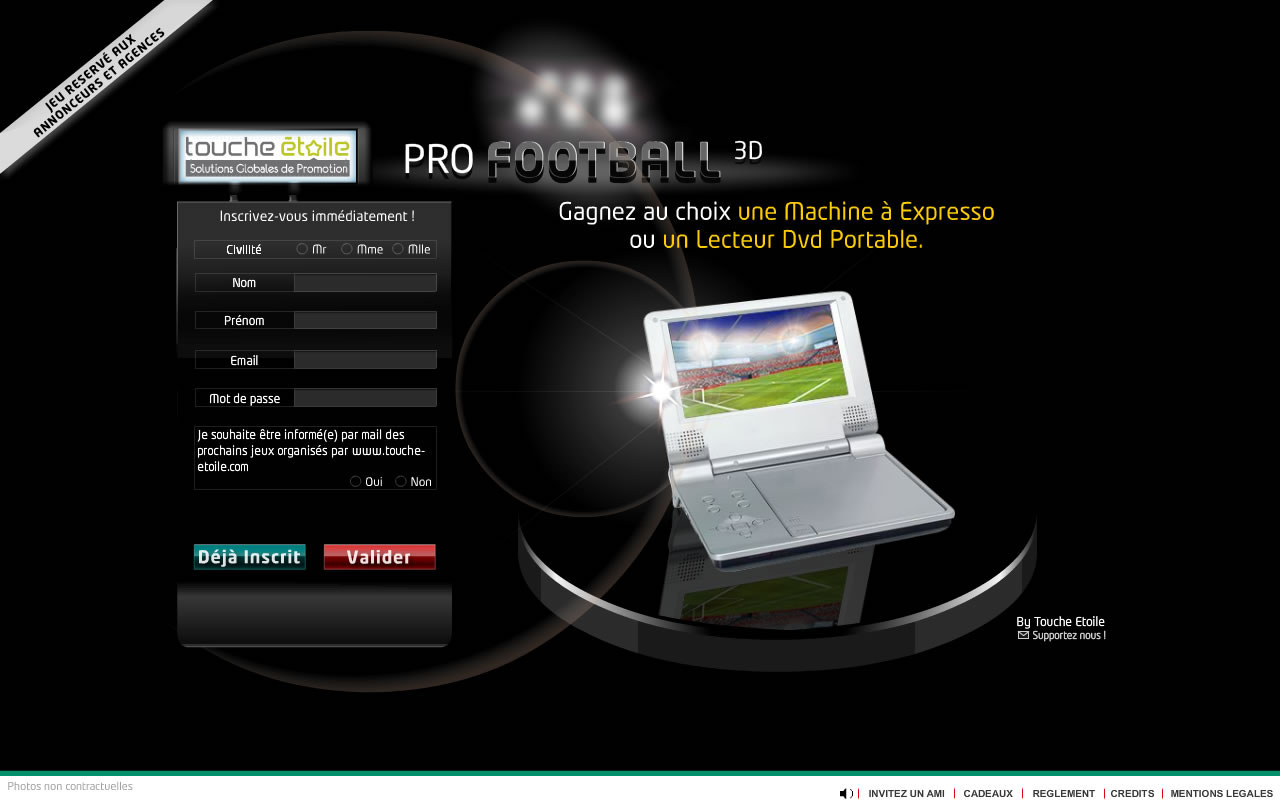 JEU RESERVÉ AUX
ANNONCEURS ET AGENCES
touche étoile
Solutions Globales de Promotion
PRO FOOTBALL 3D
Inscrivez-vous immédiatement !
Gagnez au choix une Machine à Expresso
ou un Lecteur Dvd Portable.
Civilité Mr Mme Mlle
Nom
Prénom
Email
Mot de passe
Je souhaite être informé(e) par mail des
prochains jeux organisés par www.touche-
etoile.com
Oui Non
Déjà Inscrit Valider
By Touche Etoile
Supportez nous !
Photos non contractuelles
INVITEZ UN AMI | CADEAUX | REGLEMENT | CREDITS | MENTIONS LEGALES